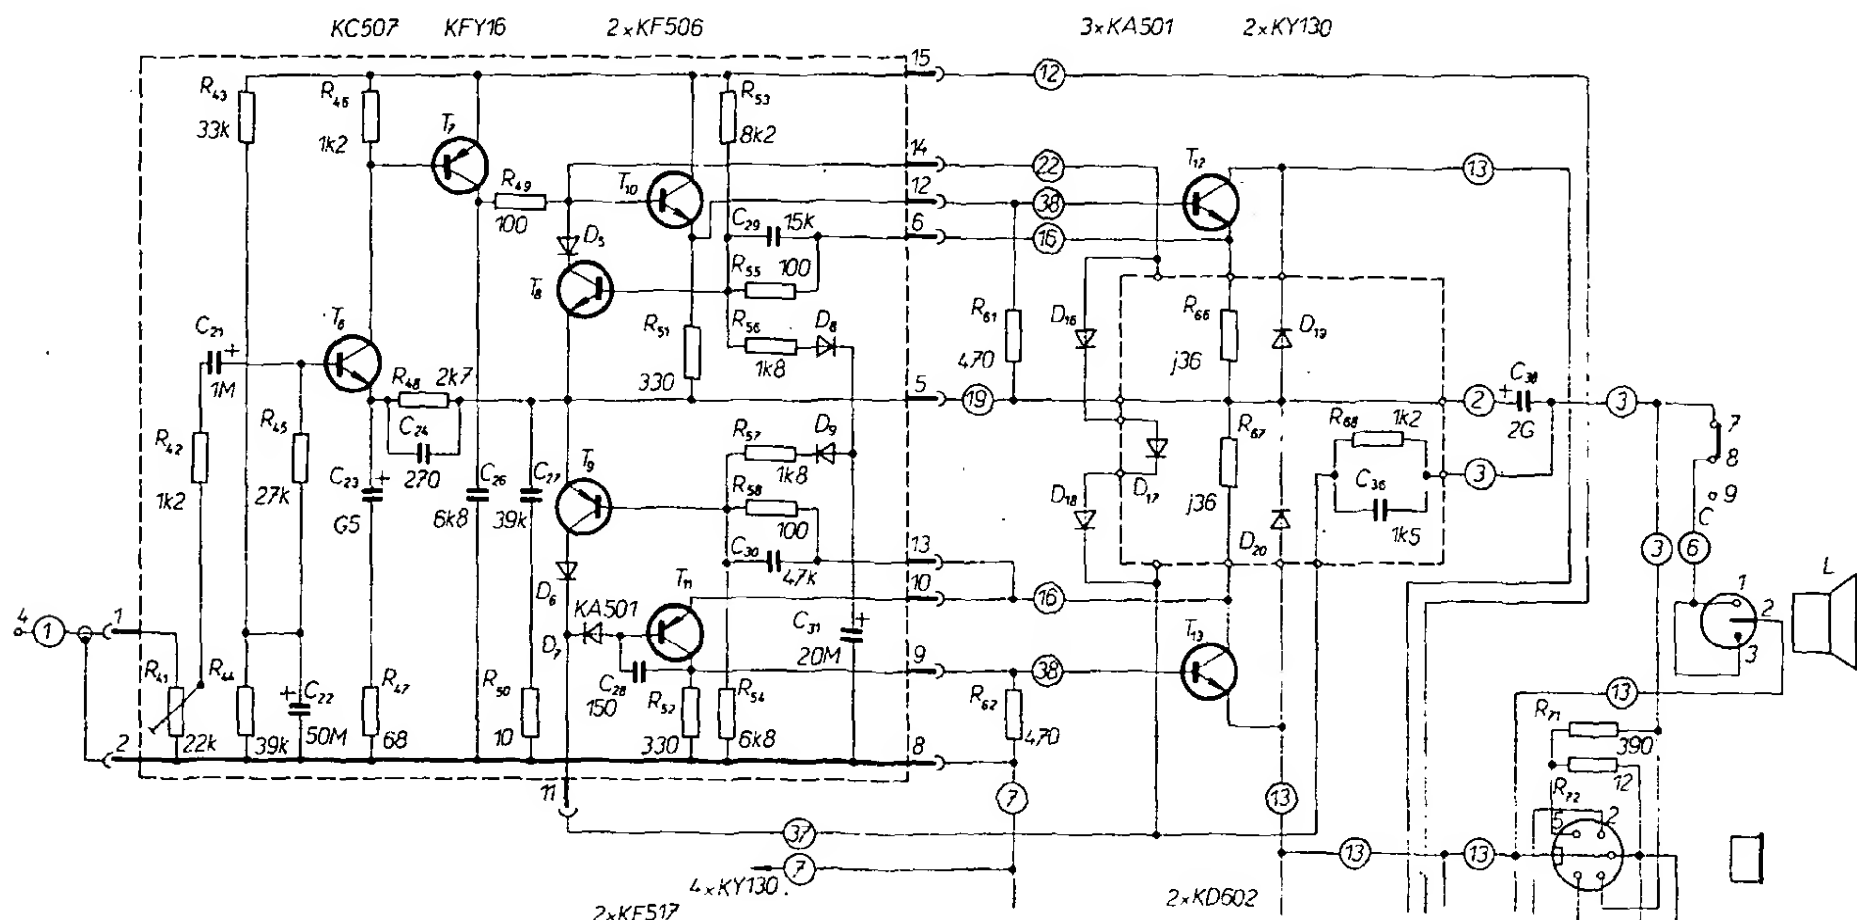 KC507 KFY16 2×KF506 3×KA501 2×KY130
15 12
R43 R46 R53
33k 1k2 T7 8k2
14 22 T12 13
R49 T10 12 38
100 C29 15k 6 16
D5
R55 100
T8
R61 D16 R66 D19
C21 + T6 R51 R56 D8
470 j36
1M R48 2k7 330 1k8
5 19 2 + C38 3
R45 R42 C24 R57 D9 R67 R68 1k2 2G 7
270 T9 1k8 8
1k2 27k C23 + C26 C27 R58 D18 D17 C36 3 9
G5 6k8 39k 100 j36 1k5 C
C30 47k 13 D20 3 6
10 16
D6 T11 1 L
4 1 1 KA501 2
D7 C31 + T13 3
20M 9 38
R41 R44 C22 + R47 R50 C28 R52 R54 R62 13
150 R71
22k 39k 50M 68 10 330 6k8 470 390
2 8
11 7 13 12
R72
37 5 2
7 13 13
4×KY130. 2×KD602
2×KF517